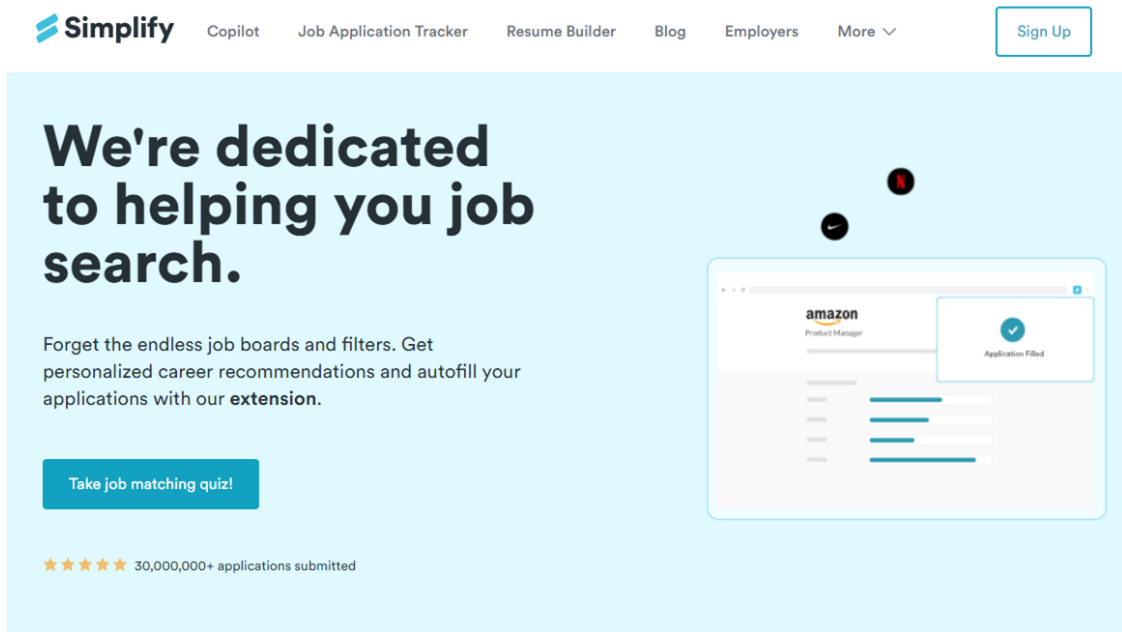 Simplify
Copilot
Job Application Tracker
Resume Builder
Blog
Employers
More
Sign Up
We're dedicated
to helping you job
search.
Forget the endless job boards and filters. Get
personalized career recommendations and autofill your
applications with our extension.
Take job matching quiz!
30,000,000+ applications submitted
N
amazon
Product Manager
Application Filled